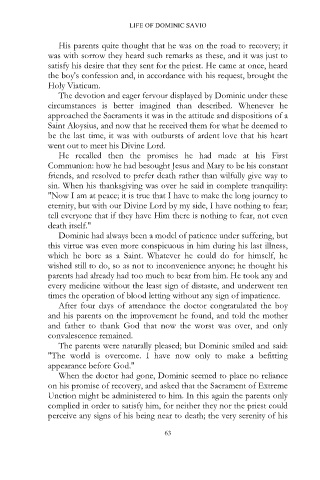 LIFE OF DOMINIC SAVIO
His parents quite thought that he was on the road to recovery; it
was with sorrow they heard such remarks as these, and it was just to
satisfy his desire that they sent for the priest. He came at once, heard
the boy's confession and, in accordance with his request, brought the
Holy Viaticum.
The devotion and eager fervour displayed by Dominic under these
circumstances is better imagined than described. Whenever he
approached the Sacraments it was in the attitude and dispositions of a
Saint Aloysius, and now that he received them for what he deemed to
be the last time, it was with outbursts of ardent love that his heart
went out to meet his Divine Lord.
He recalled then the promises he had made at his First
Communion: how he had besought Jesus and Mary to be his constant
friends, and resolved to prefer death rather than wilfully give way to
sin. When his thanksgiving was over he said in complete tranquility:
"Now I am at peace; it is true that I have to make the long journey to
eternity, but with our Divine Lord by my side, I have nothing to fear;
tell everyone that if they have Him there is nothing to fear, not even
death itself."
Dominic had always been a model of patience under suffering, but
this virtue was even more conspicuous in him during his last illness,
which he bore as a Saint. Whatever he could do for himself, he
wished still to do, so as not to inconvenience anyone; he thought his
parents had already had too much to bear from him. He took any and
every medicine without the least sign of distaste, and underwent ten
times the operation of blood letting without any sign of impatience.
After four days of attendance the doctor congratulated the boy
and his parents on the improvement he found, and told the mother
and father to thank God that now the worst was over, and only
convalescence remained.
The parents were naturally pleased; but Dominic smiled and said:
"The world is overcome. I have now only to make a befitting
appearance before God."
When the doctor had gone, Dominic seemed to place no reliance
on his promise of recovery, and asked that the Sacrament of Extreme
Unction might be administered to him. In this again the parents only
complied in order to satisfy him, for neither they nor the priest could
perceive any signs of his being near to death; the very serenity of his
63